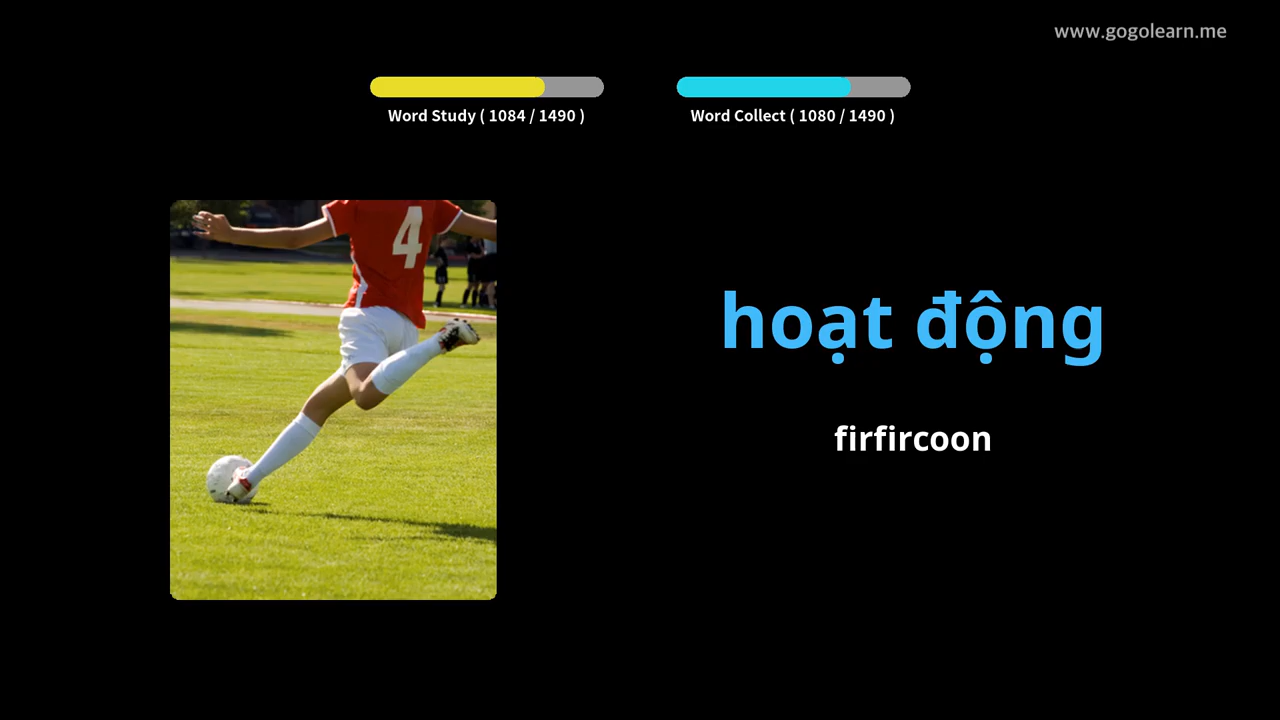 www.gogolearn.me
Word Study ( 1084 / 1490 )
Word Collect ( 1080 / 1490 )
4
hoạt động
firfircoon